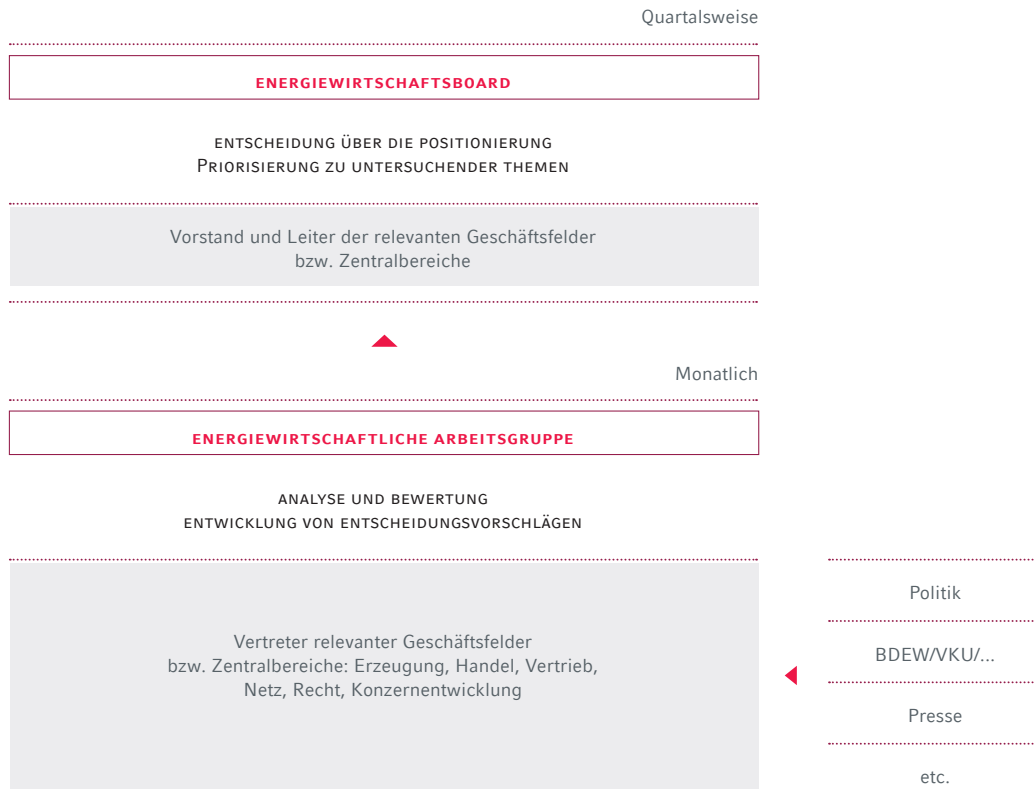 Quartalsweise
ENERGIEWIRTSCHAFTSBOARD
ENTSCHEIDUNG ÜBER DIE POSITIONIERUNG
PRIORISIERUNG ZU UNTERSUCHENDER THEMEN
Vorstand und Leiter der relevanten Geschäftsfelder
bzw. Zentralbereiche
Monatlich
ENERGIEWIRTSCHAFTLICHE ARBEITSGRUPPE
ANALYSE UND BEWERTUNG
ENTWICKLUNG VON ENTSCHEIDUNGSVORSCHLÄGEN
Vertreter relevanter Geschäftsfelder
bzw. Zentralbereiche: Erzeugung, Handel, Vertrieb,
Netz, Recht, Konzernentwicklung
Politik
BDEW/VKU/...
Presse
etc.